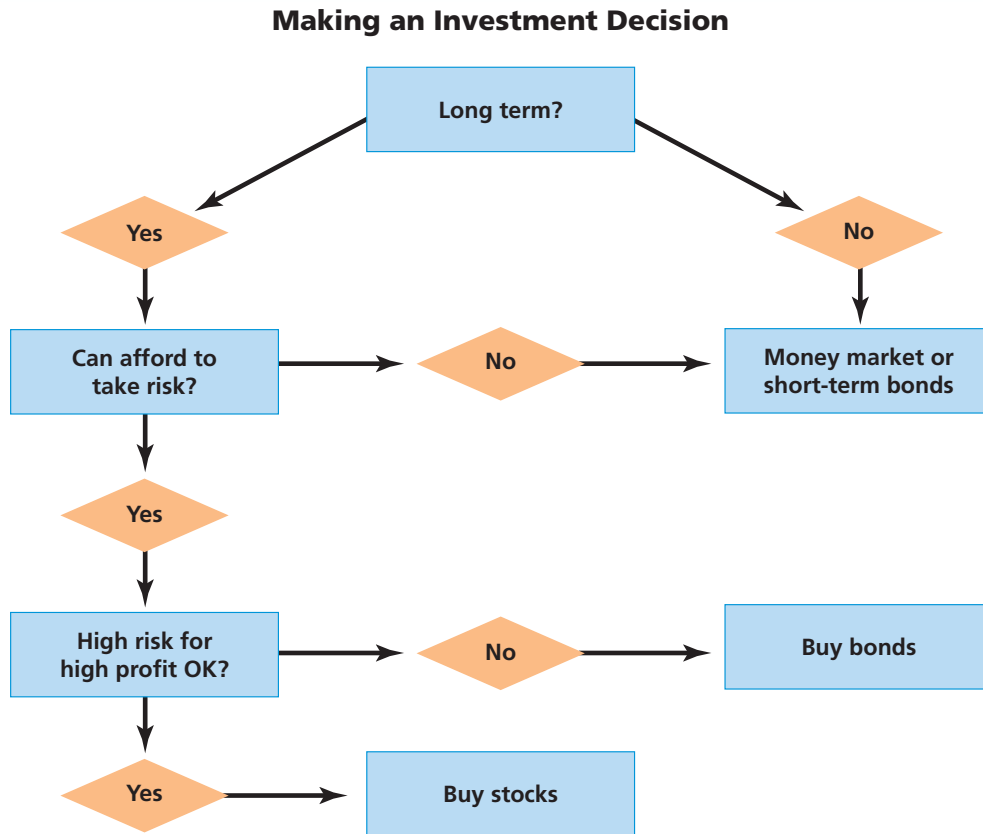 Making an Investment Decision
Long term?
Yes
No
Can afford to
take risk?
No
Money market or
short-term bonds
Yes
High risk for
high profit OK?
No
Buy bonds
Yes
Buy stocks